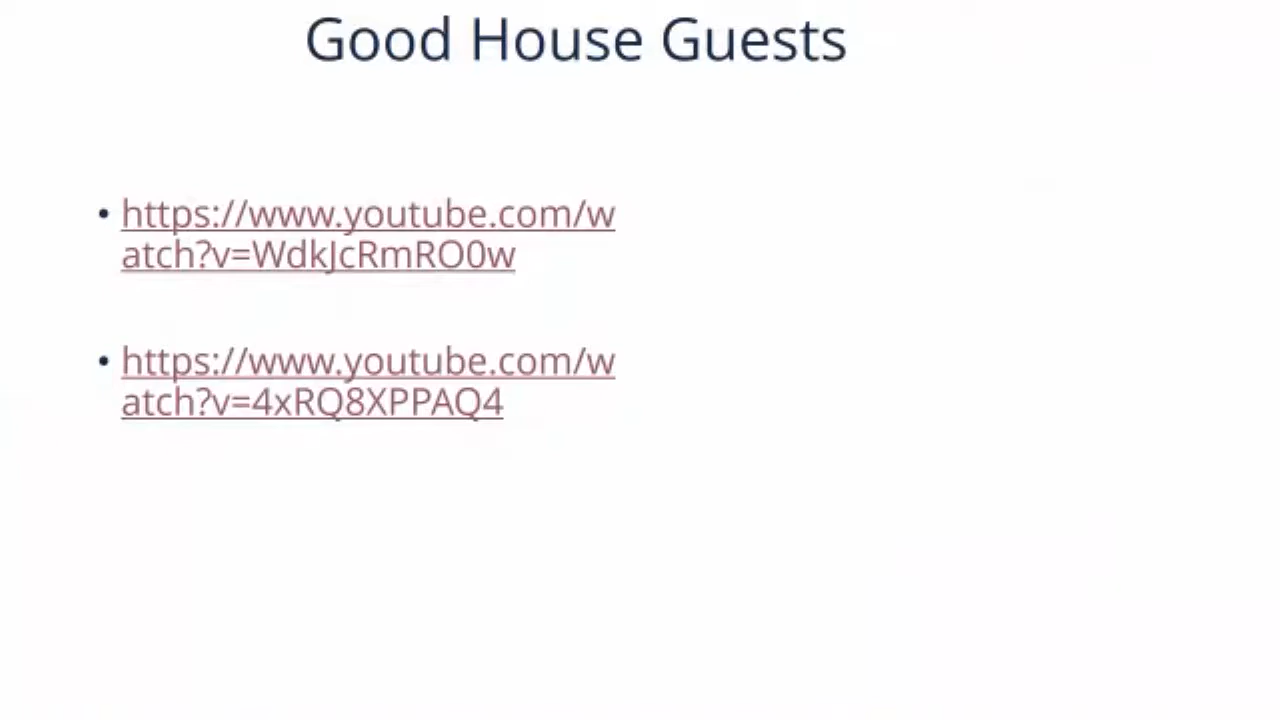 Good House Guests
• https://www.youtube.com/w
atch?v=WdkJcRmRO0w
• https://www.youtube.com/w
atch?v=4xRQ8XPPAQ4